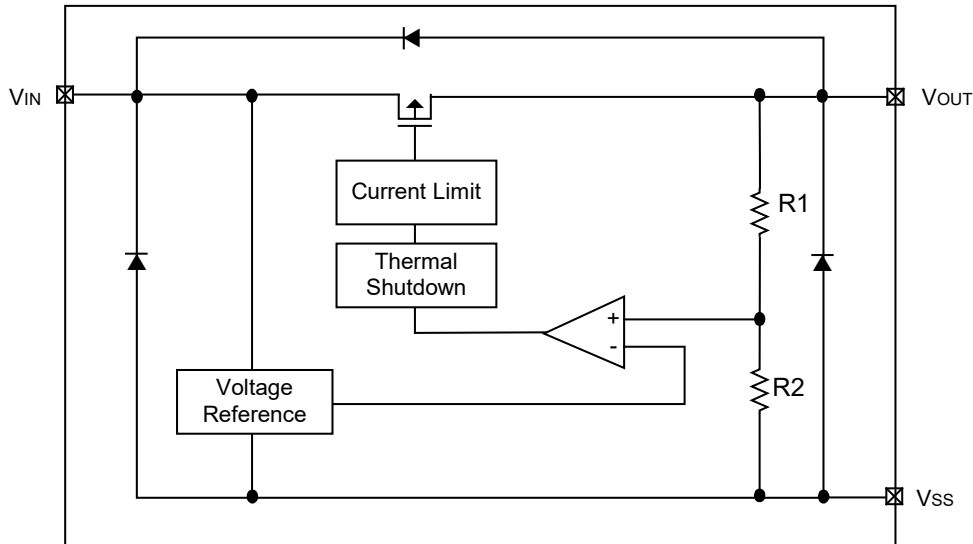 VIN
VOUT
Current Limit
R1
Thermal
Shutdown
+
-
R2
Voltage
Reference
VSS